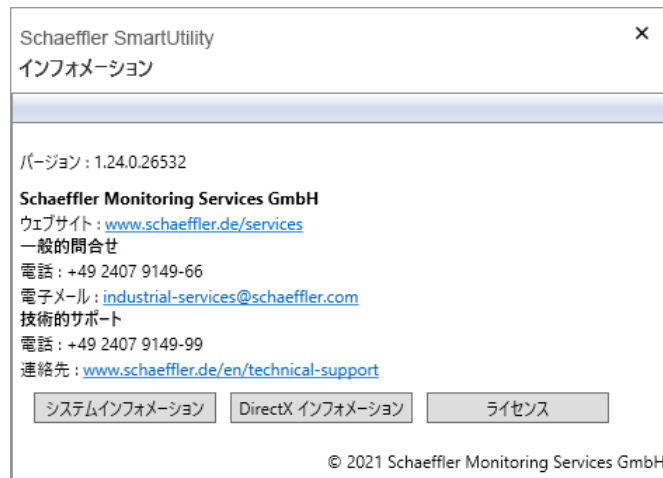 Schaeffler SmartUtility
インフォメーション
バージョン : 1.24.0.26532
Schaeffler Monitoring Services GmbH
ウェブサイト : www.schaeffler.de/services
一般的問合せ
電話 : +49 2407 9149-66
電子メール : industrial-services@schaeffler.com
技術的サポート
電話 : +49 2407 9149-99
連絡先 : www.schaeffler.de/en/technical-support
システムインフォメーション DirectX インフォメーション ライセンス
© 2021 Schaeffler Monitoring Services GmbH